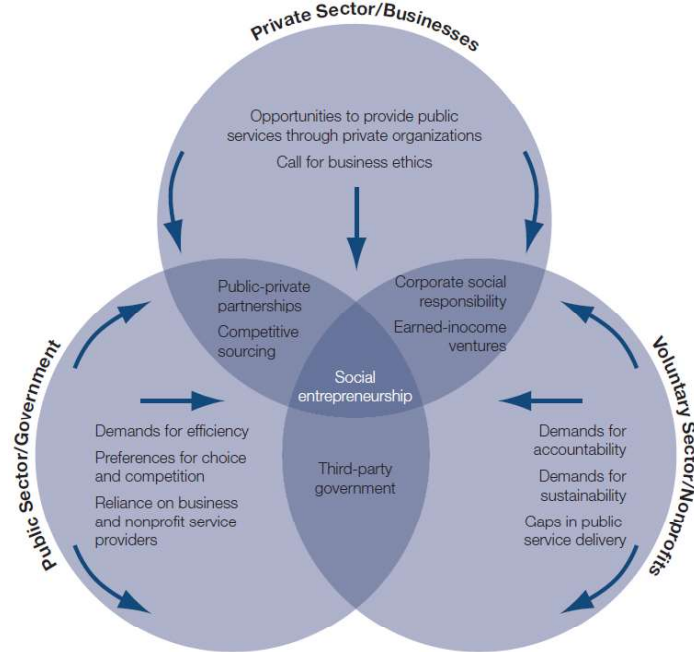 Private Sector/Businesses
Opportunities to provide public
services through private organizations
Call for business ethics
Public-private
partnerships
Competitive
sourcing
Corporate social
responsibility
Earned-inocome
ventures
Social
entrepreneurship
Public Sector/Government
Demands for efficiency
Preferences for choice
and competition
Reliance on business
and nonprofit service
providers
Third-party
government
Demands for
accountability
Demands for
sustainability
Gaps in public
service delivery
Voluntary Sector/Nonprofits